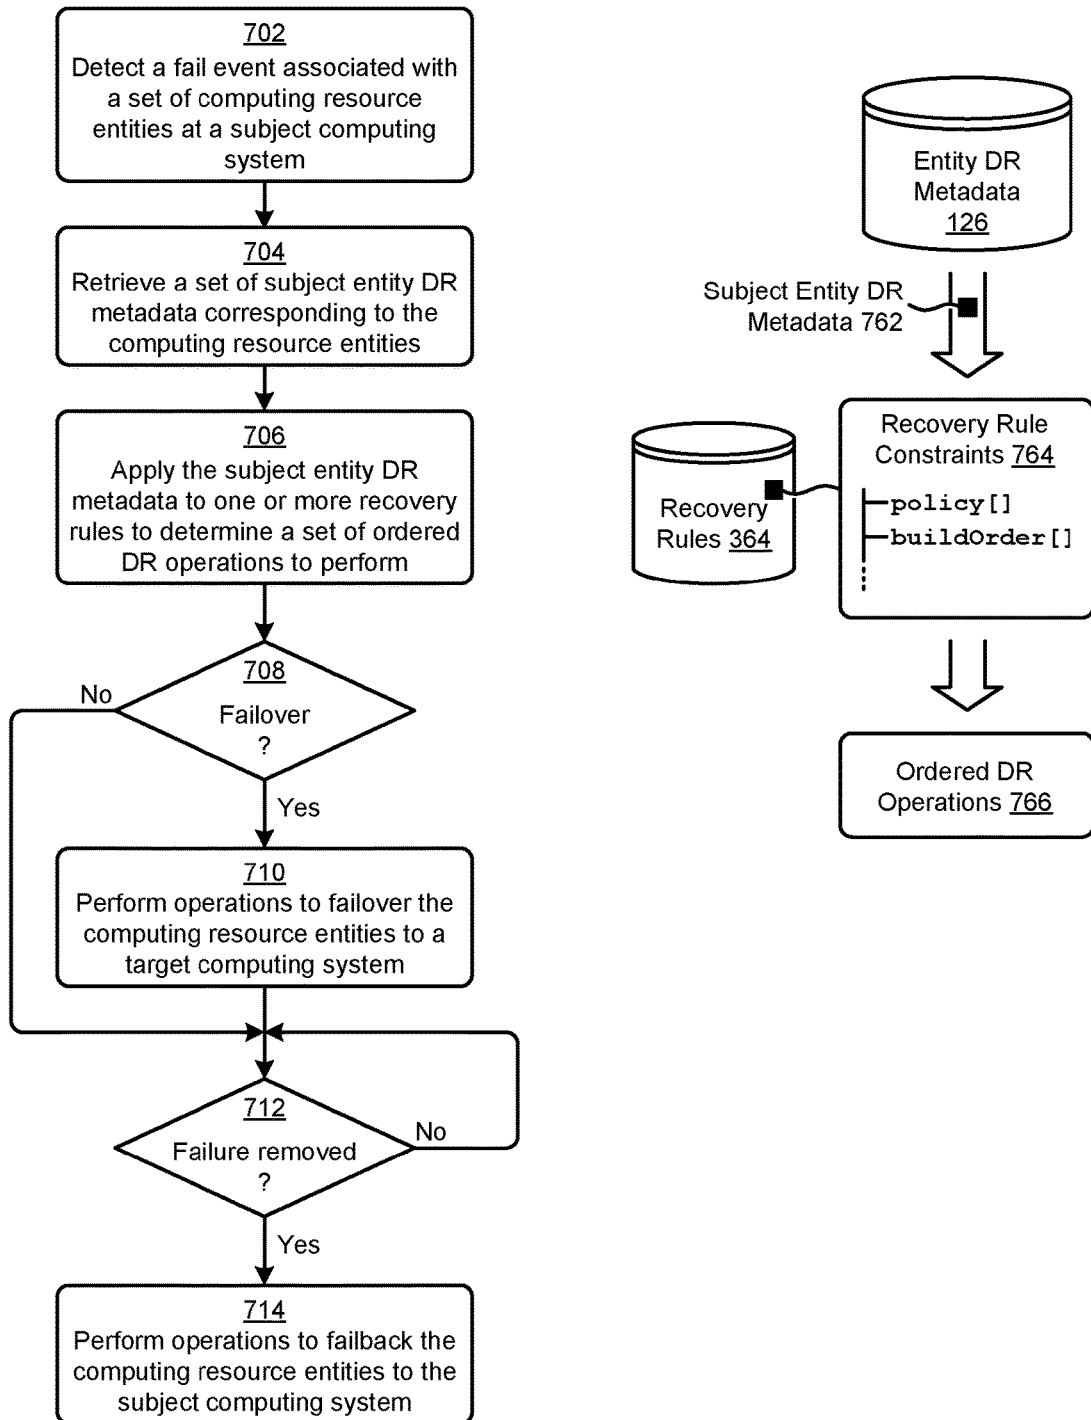 702
Detect a fail event associated with
a set of computing resource
entities at a subject computing
system
704
Retrieve a set of subject entity DR
metadata corresponding to the
computing resource entities
706
Apply the subject entity DR
metadata to one or more recovery
rules to determine a set of ordered
DR operations to perform
708
No
Failover
?
Yes
710
Perform operations to failover the
computing resource entities to a
target computing system
712
No
Failure removed
?
Yes
714
Perform operations to failback the
computing resource entities to the
subject computing system
Entity DR
Metadata
126
Subject Entity DR
Metadata 762
Recovery
Rules 364
Recovery Rule
Constraints 764
policy[]
buildOrder[]
Ordered DR
Operations 766